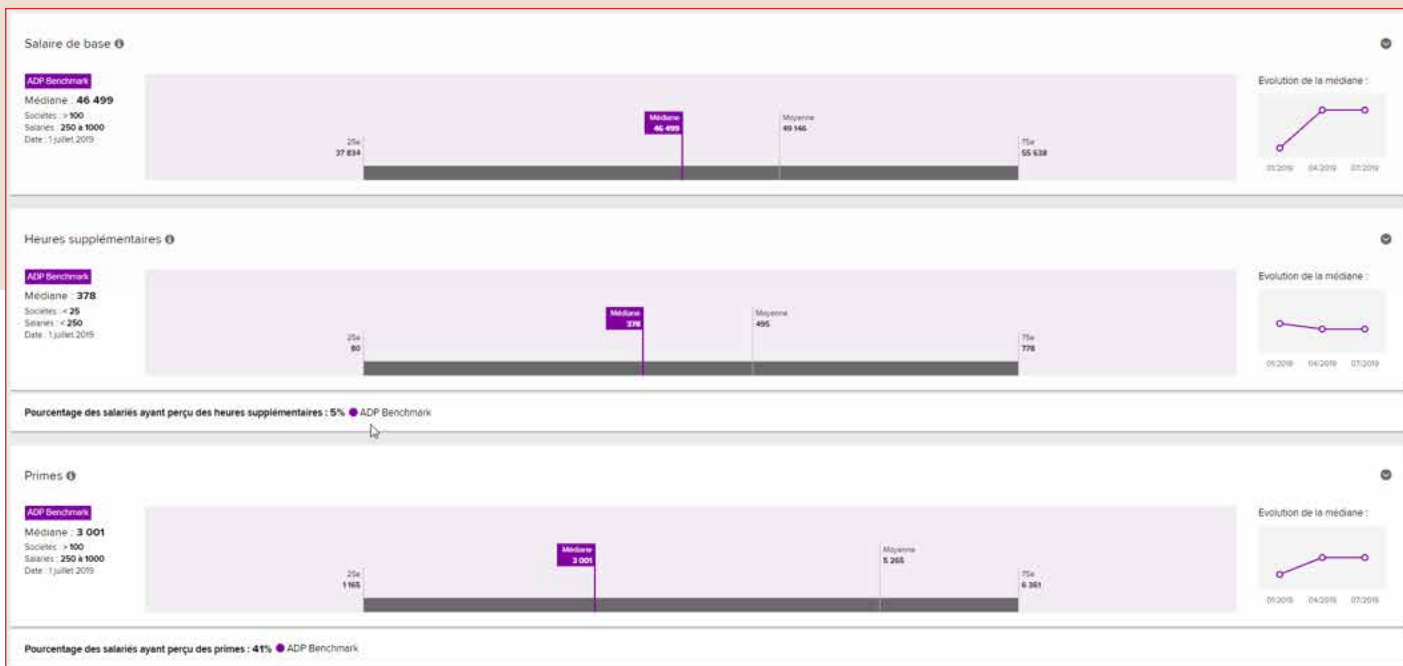 Salaire de base
ADP Benchmark
Médiane : 46 499
Sociétés : > 100
Salariés : 250 à 1000
Date : 1 juillet 2019
25e
37 834
Médiane
46 499
Moyenne
49 146
75e
55 638
Evolution de la médiane :
01/2019 04/2019 07/2019
Heures supplémentaires
ADP Benchmark
Médiane : 378
Sociétés : < 25
Salariés : < 250
Date : 1 juillet 2019
25e
80
Médiane
378
Moyenne
495
75e
778
Evolution de la médiane :
01/2019 04/2019 07/2019
Pourcentage des salariés ayant perçu des heures supplémentaires : 5% ADP Benchmark
Primes
ADP Benchmark
Médiane : 3 001
Sociétés : > 100
Salariés : 250 à 1000
Date : 1 juillet 2019
25e
1 165
Médiane
3 001
Moyenne
5 265
75e
6 361
Evolution de la médiane :
01/2019 04/2019 07/2019
Pourcentage des salariés ayant perçu des primes : 41% ADP Benchmark